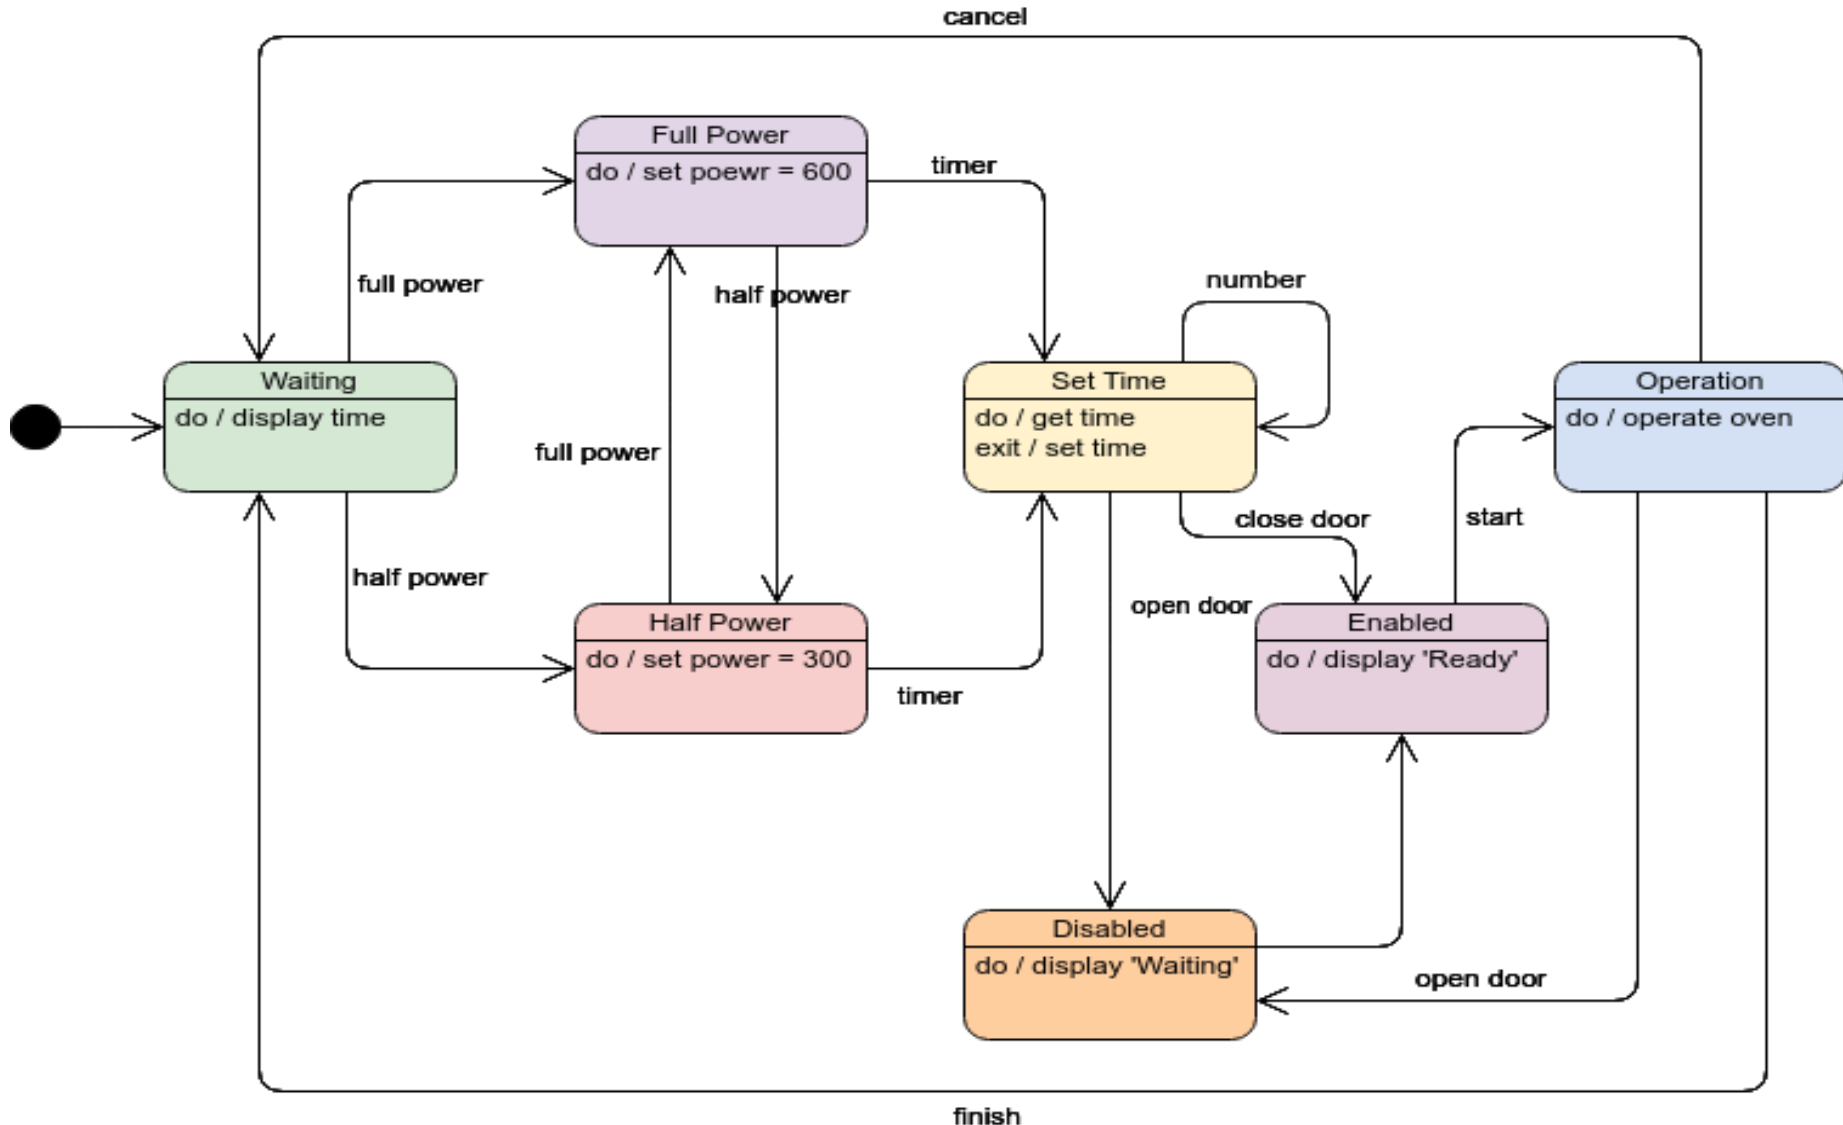 cancel
Full Power
do / set poewr = 600
timer
full power
half power
number
Waiting
do / display time
Set Time
do / get time
exit / set time
Operation
do / operate oven
full power
close door
start
half power
open door
Half Power
do / set power = 300
timer
Enabled
do / display 'Ready'
Disabled
do / display 'Waiting'
open door
finish